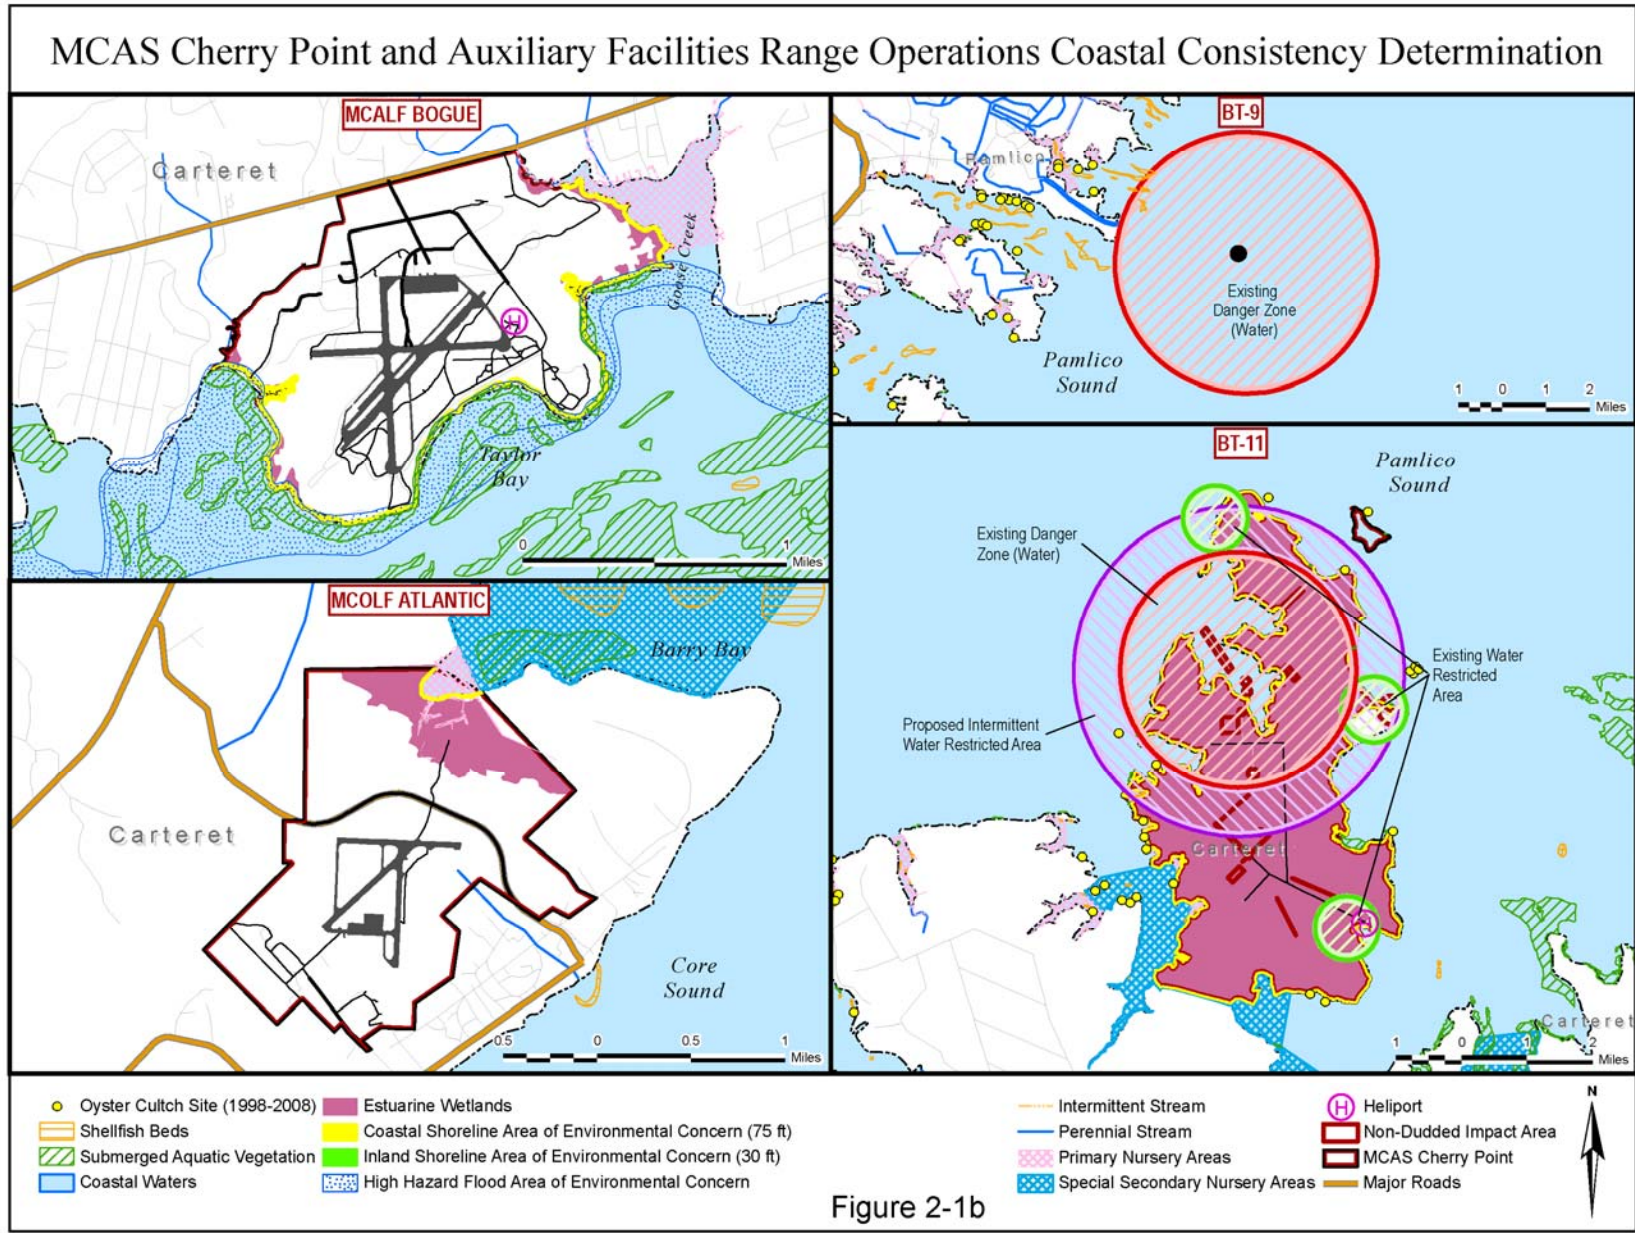 MCAS Cherry Point and Auxiliary Facilities Range Operations Coastal Consistency Determination
MCALF BOGUE
Carteret
Goose Creek
H
Taylor
Bay
0 1
Miles
BT-9
Pamlico
Existing
Danger Zone
(Water)
Pamlico
Sound
1 0 1 2
Miles
MCOLF ATLANTIC
Barry Bay
Carteret
Core
Sound
0.5 0 0.5 1
Miles
BT-11
Pamlico
Sound
Existing Danger
Zone (Water)
Existing Water
Restricted
Area
Proposed Intermittent
Water Restricted Area
Carteret
H
Carteret
1 0 1 2
Miles
Oyster Cultch Site (1998-2008)
Shellfish Beds
Submerged Aquatic Vegetation
Coastal Waters
Estuarine Wetlands
Coastal Shoreline Area of Environmental Concern (75 ft)
Inland Shoreline Area of Environmental Concern (30 ft)
High Hazard Flood Area of Environmental Concern
Intermittent Stream
Perennial Stream
Primary Nursery Areas
Special Secondary Nursery Areas
H Heliport
Non-Dudded Impact Area
MCAS Cherry Point
Major Roads
N
Figure 2-1b